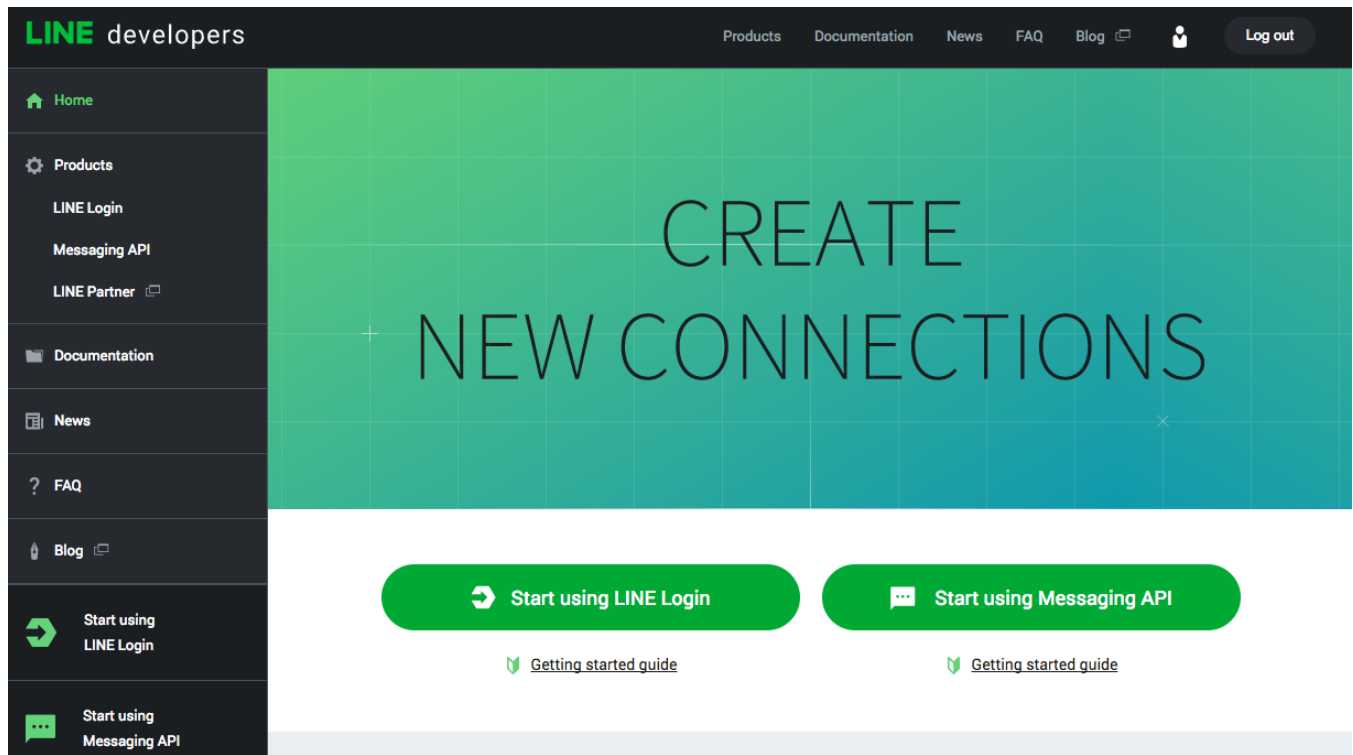 LINE developers
Products Documentation News FAQ Blog Log out
Home
Products
LINE Login
Messaging API
LINE Partner
Documentation
News
FAQ
Blog
Start using
LINE Login
Start using
Messaging API
CREATE
NEW CONNECTIONS
Start using LINE Login
Start using Messaging API
Getting started guide
Getting started guide